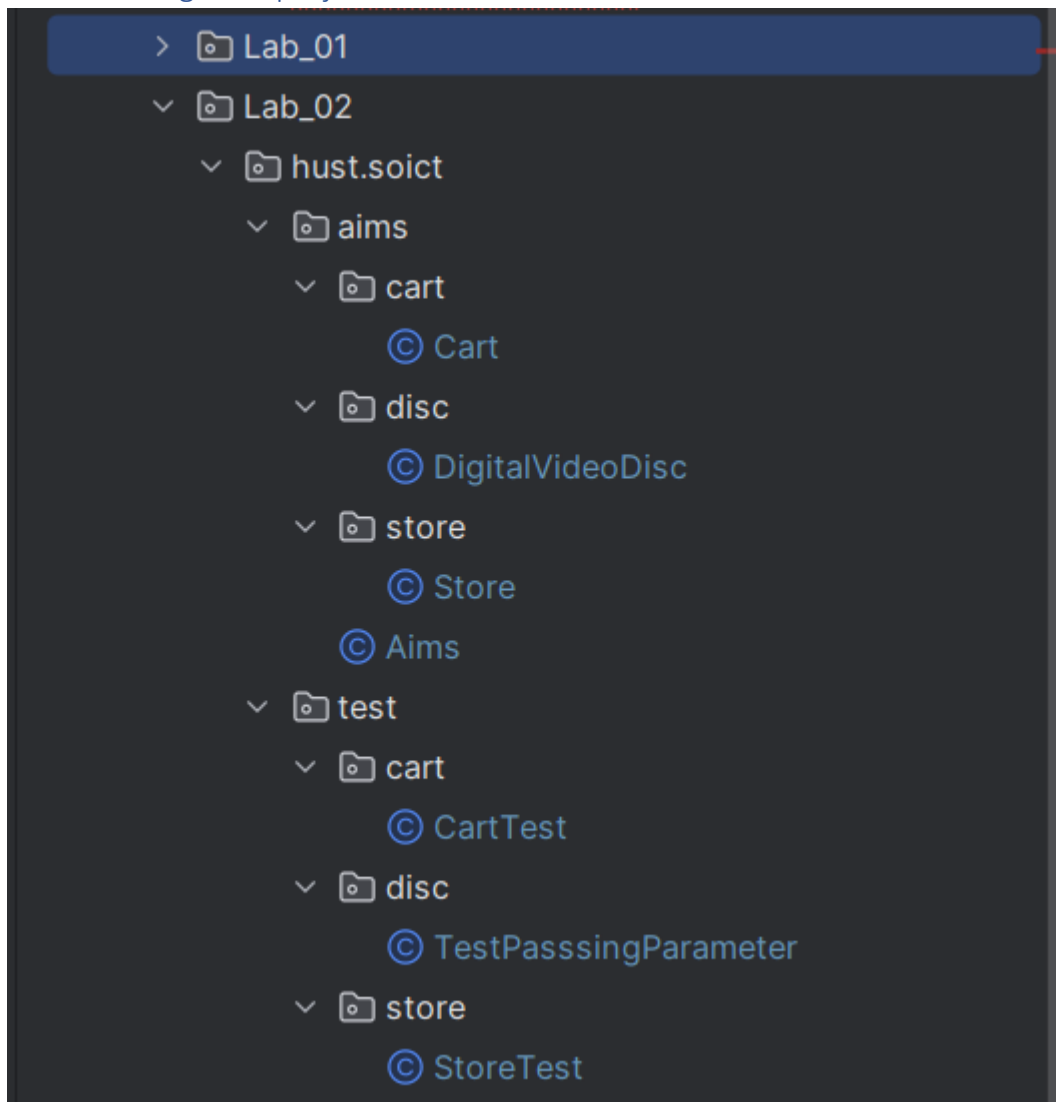 Lab_01
Lab_02
hust.soict
aims
cart
Cart
disc
DigitalVideoDisc
store
Store
Aims
test
cart
CartTest
disc
TestPasssingParameter
store
StoreTest